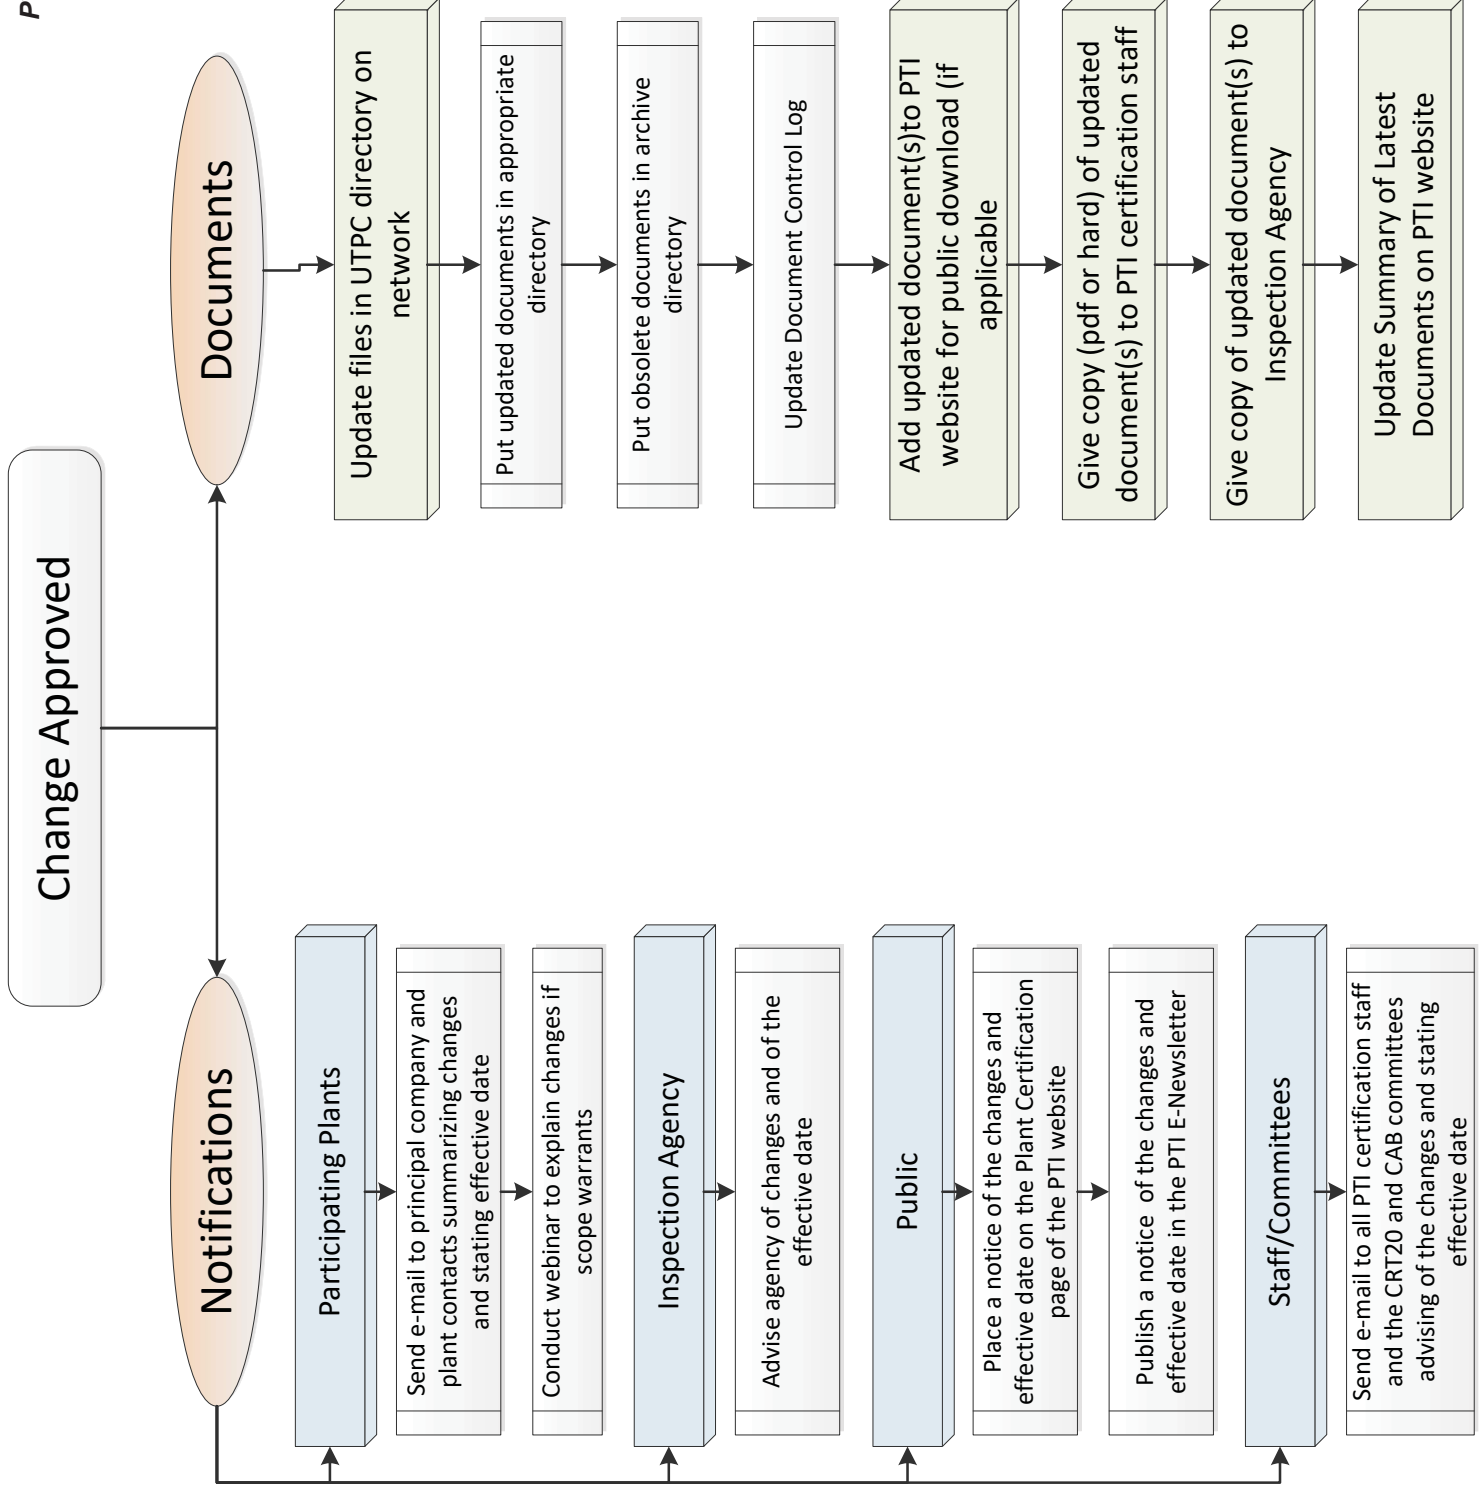 P
Change Approved
Notifications
Participating Plants
Send e-mail to principal company and
plant contacts summarizing changes
and stating effective date
Conduct webinar to explain changes if
scope warrants
Inspection Agency
Advise agency of changes and of the
effective date
Public
Place a notice of the changes and
effective date on the Plant Certification
page of the PTI website
Publish a notice of the changes and
effective date in the PTI E-Newsletter
Staff/Committees
Send e-mail to all PTI certification staff
and the CRT20 and CAB committees
advising of the changes and stating
effective date
Documents
Update files in UTPC directory on
network
Put updated documents in appropriate
directory
Put obsolete documents in archive
directory
Update Document Control Log
Add updated document(s)to PTI
website for public download (if
applicable
Give copy (pdf or hard) of updated
document(s) to PTI certification staff
Give copy of updated document(s) to
Inspection Agency
Update Summary of Latest
Documents on PTI website